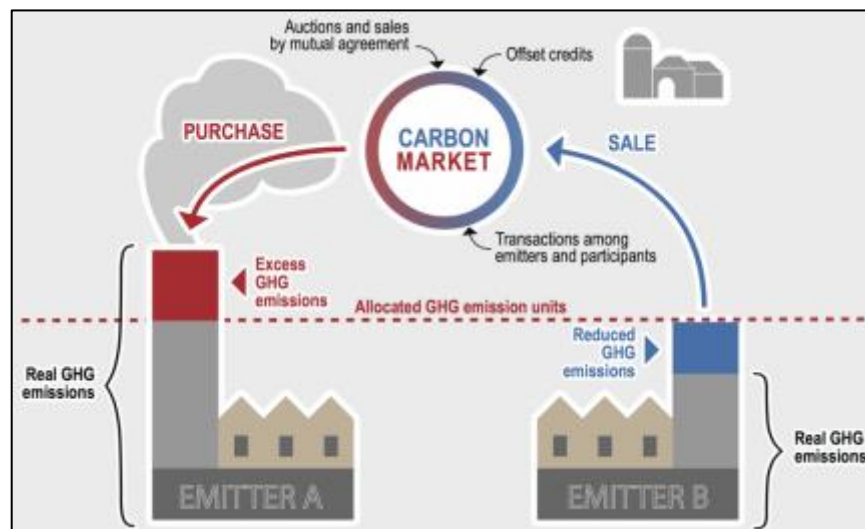 Auctions and sales
by mutual agreement
Offset credits
PURCHASE
CARBON
MARKET
SALE
Transactions among
emitters and participants
Excess
GHG
emissions
Allocated GHG emission units
Reduced
GHG
emissions
Real GHG
emissions
Real GHG
emissions
EMITTER A
EMITTER B